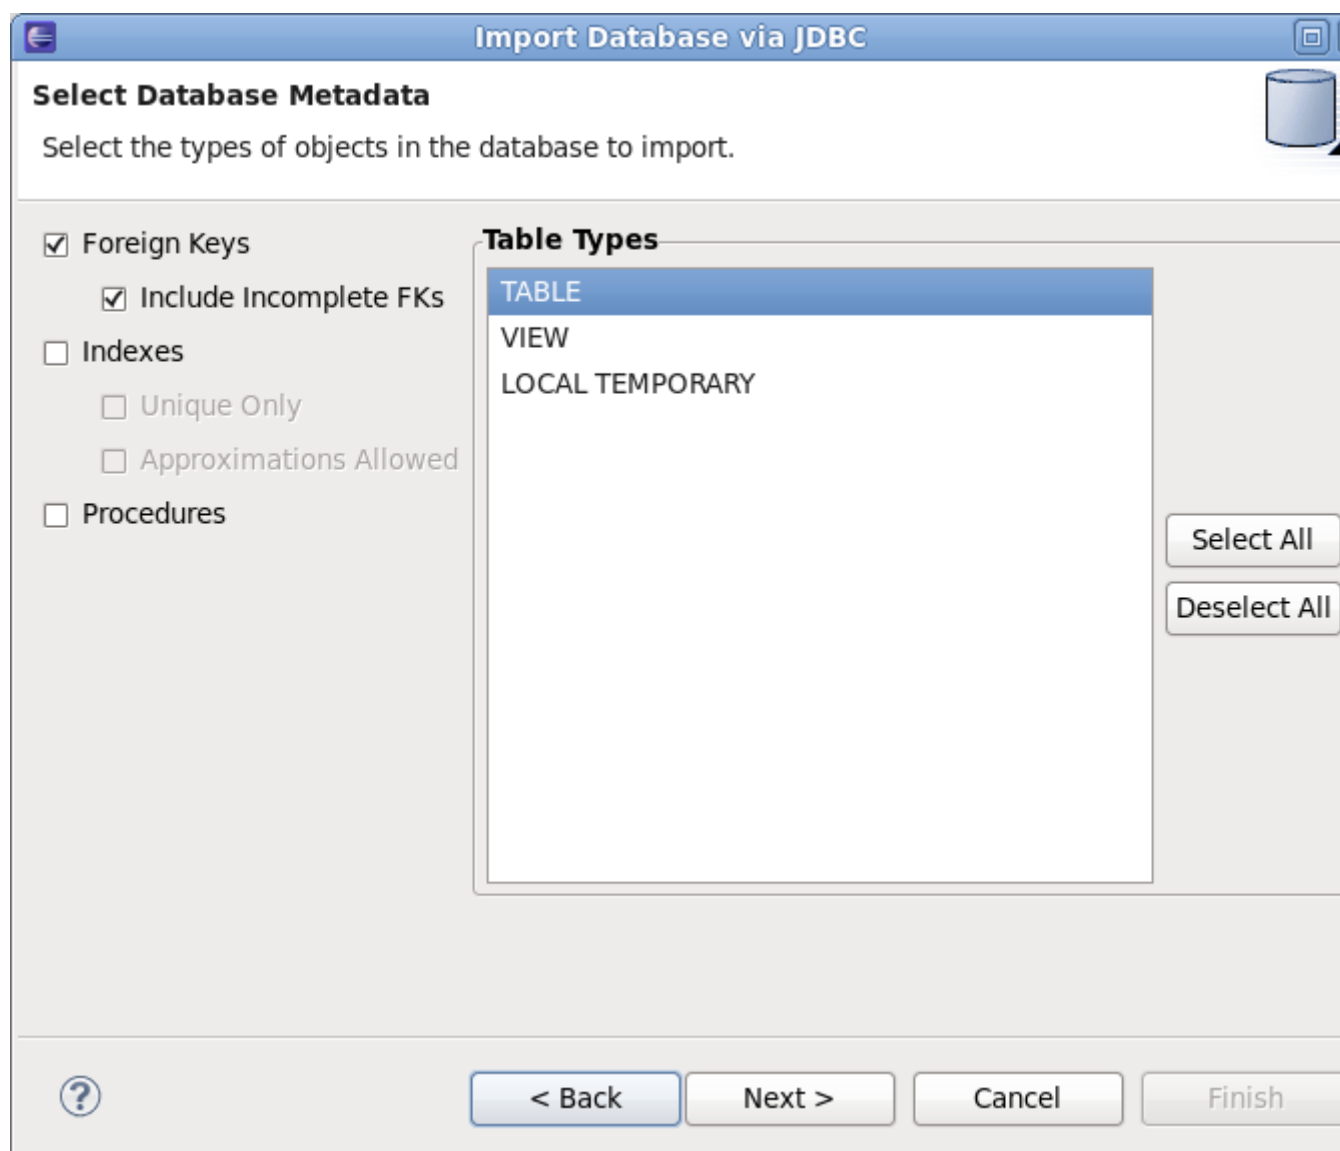 Import Database via JDBC
Select Database Metadata
Select the types of objects in the database to import.
Foreign Keys
Include Incomplete FKs
Indexes
Unique Only
Approximations Allowed
Procedures
Table Types
TABLE
VIEW
LOCAL TEMPORARY
Select All
Deselect All
?
< Back
Next >
Cancel
Finish